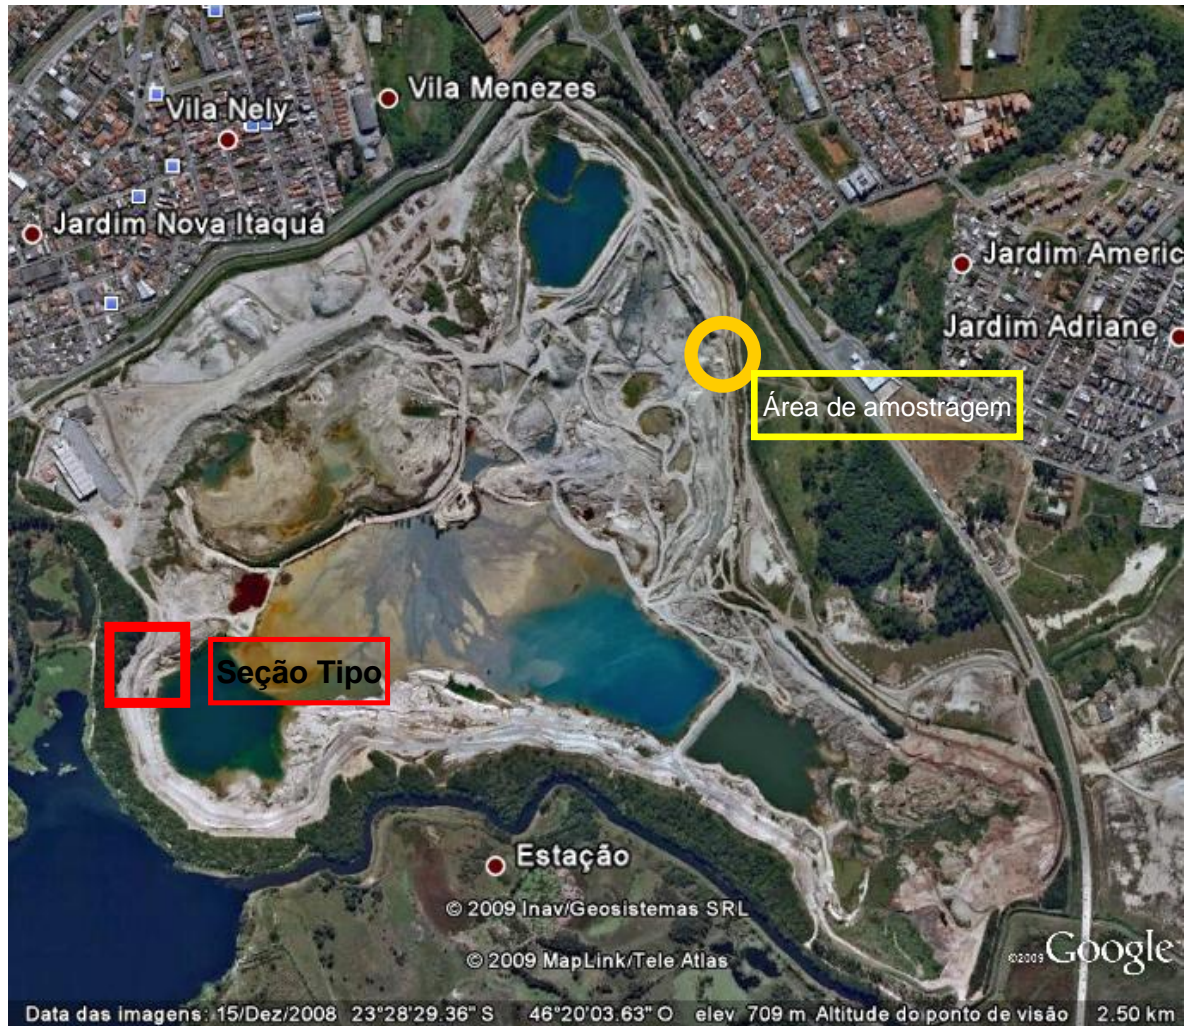 Vila Menezes
Vila Nely
Jardim Nova Itaquá
Jardim Americ
Jardim Adriane
Área de amostragem
Seção Tipo
Estação
© 2009 Inav/Geosistemas SRL
© 2009 MapLink/Tele Atlas
©2009 Google
Data das imagens: 15/Dez/2008 23°28'29.36" S 46°20'03.63" O elev 709 m Altitude do ponto de visão 2.50 km